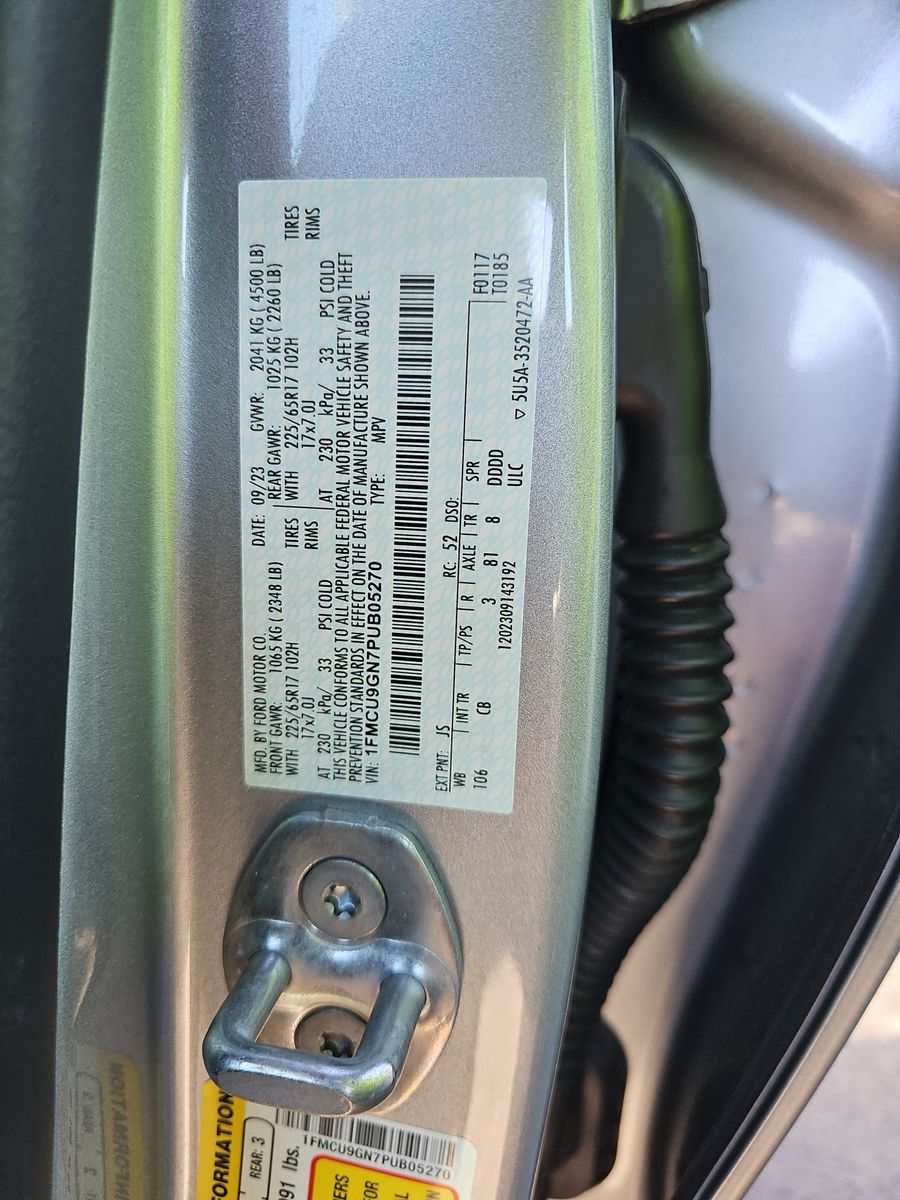 MFD. BY FORD MOTOR CO.
DATE: 09/23 GVWR: 2041 KG ( 4500 LB)
FRONT GAWR: 1065 KG ( 2348 LB) REAR GAWR: 1025 KG ( 2260 LB)
WITH 225/65R17 102H TIRES WITH 225/65R17 102H TIRES
17x7.0J RIMS 17x7.0J RIMS
AT 230 kPa/ 33 PSI COLD AT 230 kPa/ 33 PSI COLD
THIS VEHICLE CONFORMS TO ALL APPLICABLE FEDERAL MOTOR VEHICLE SAFETY AND THEFT
PREVENTION STANDARDS IN EFFECT ON THE DATE OF MANUFACTURE SHOWN ABOVE.
VIN: 1FMCU9GN7PUB05270 TYPE: MPV
EXT PNT: JS RC: 52 DSO:
WB INT TR TP/PS R AXLE TR SPR F0117
106 CB 3 81 8 DDDD T0185
1202309143192 ULC ▽ 5U5A-3520472-AA
FORMATION
REAR: 3
1FMCU9GN7PUB05270
91 lbs.